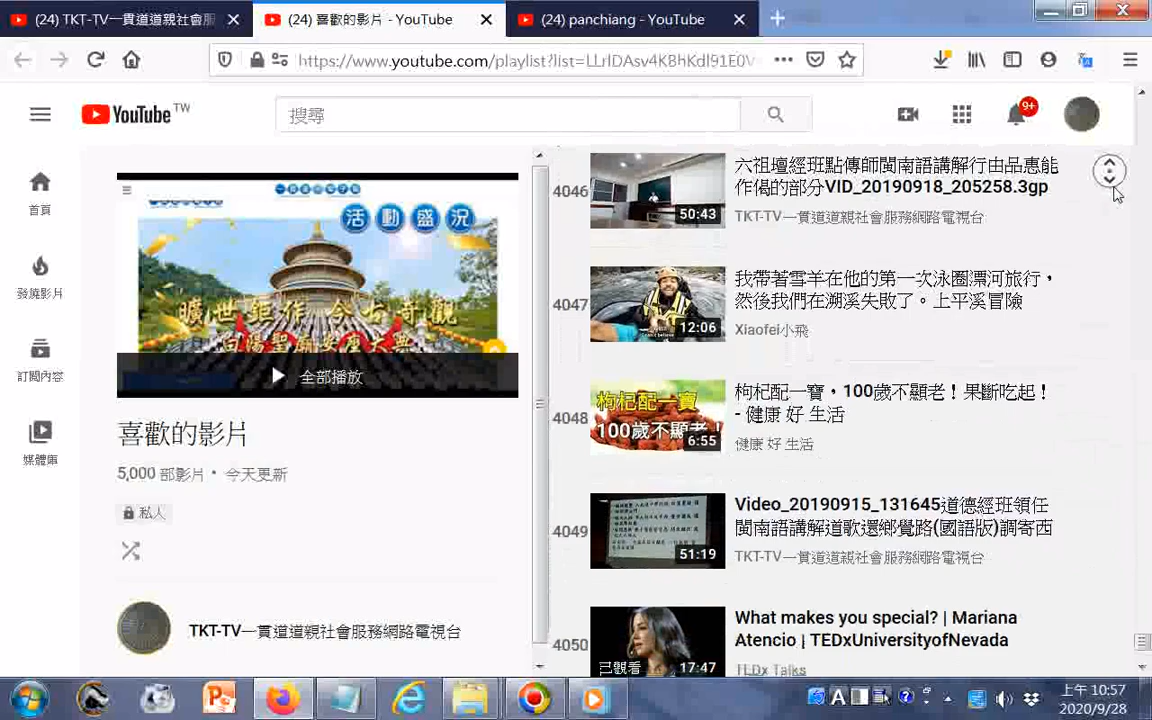 (24) TKT-TV一貫道道親社會服
(24) 喜歡的影片 - YouTube
(24) panchiang - YouTube
https://www.youtube.com/playlist?list=LLrIDAsv4KBhKdl91E0V
YouTube TW
搜尋
9+
首頁
發燒影片
訂閱內容
媒體庫
活動盛況
曠世鉅作 今古奇觀
全部播放
喜歡的影片
5,000 部影片・今天更新
私人
TKT-TV一貫道道親社會服務網路電視台
4046
50:43
六祖壇經班點傳師閩南語講解行由品惠能
作偈的部分VID_20190918_205258.3gp
TKT-TV一貫道道親社會服務網路電視台
4047
12:06
我帶著雪羊在他的第一次泳圈漂河旅行，
然後我們在溯溪失敗了。上平溪冒險
Xiaofei小飛
4048
枸杞配一寶
100歲不顯老！
6:55
枸杞配一寶，100歲不顯老！果斷吃起！
- 健康 好 生活
健康 好 生活
4049
51:19
Video_20190915_131645道德經班領任
閩南語講解道歌還鄉覺路(國語版)調寄西
TKT-TV一貫道道親社會服務網路電視台
4050
已觀看
17:47
What makes you special? | Mariana
Atencio | TEDxUniversityofNevada
TEDx Talks
上午 10:57
2020/9/28